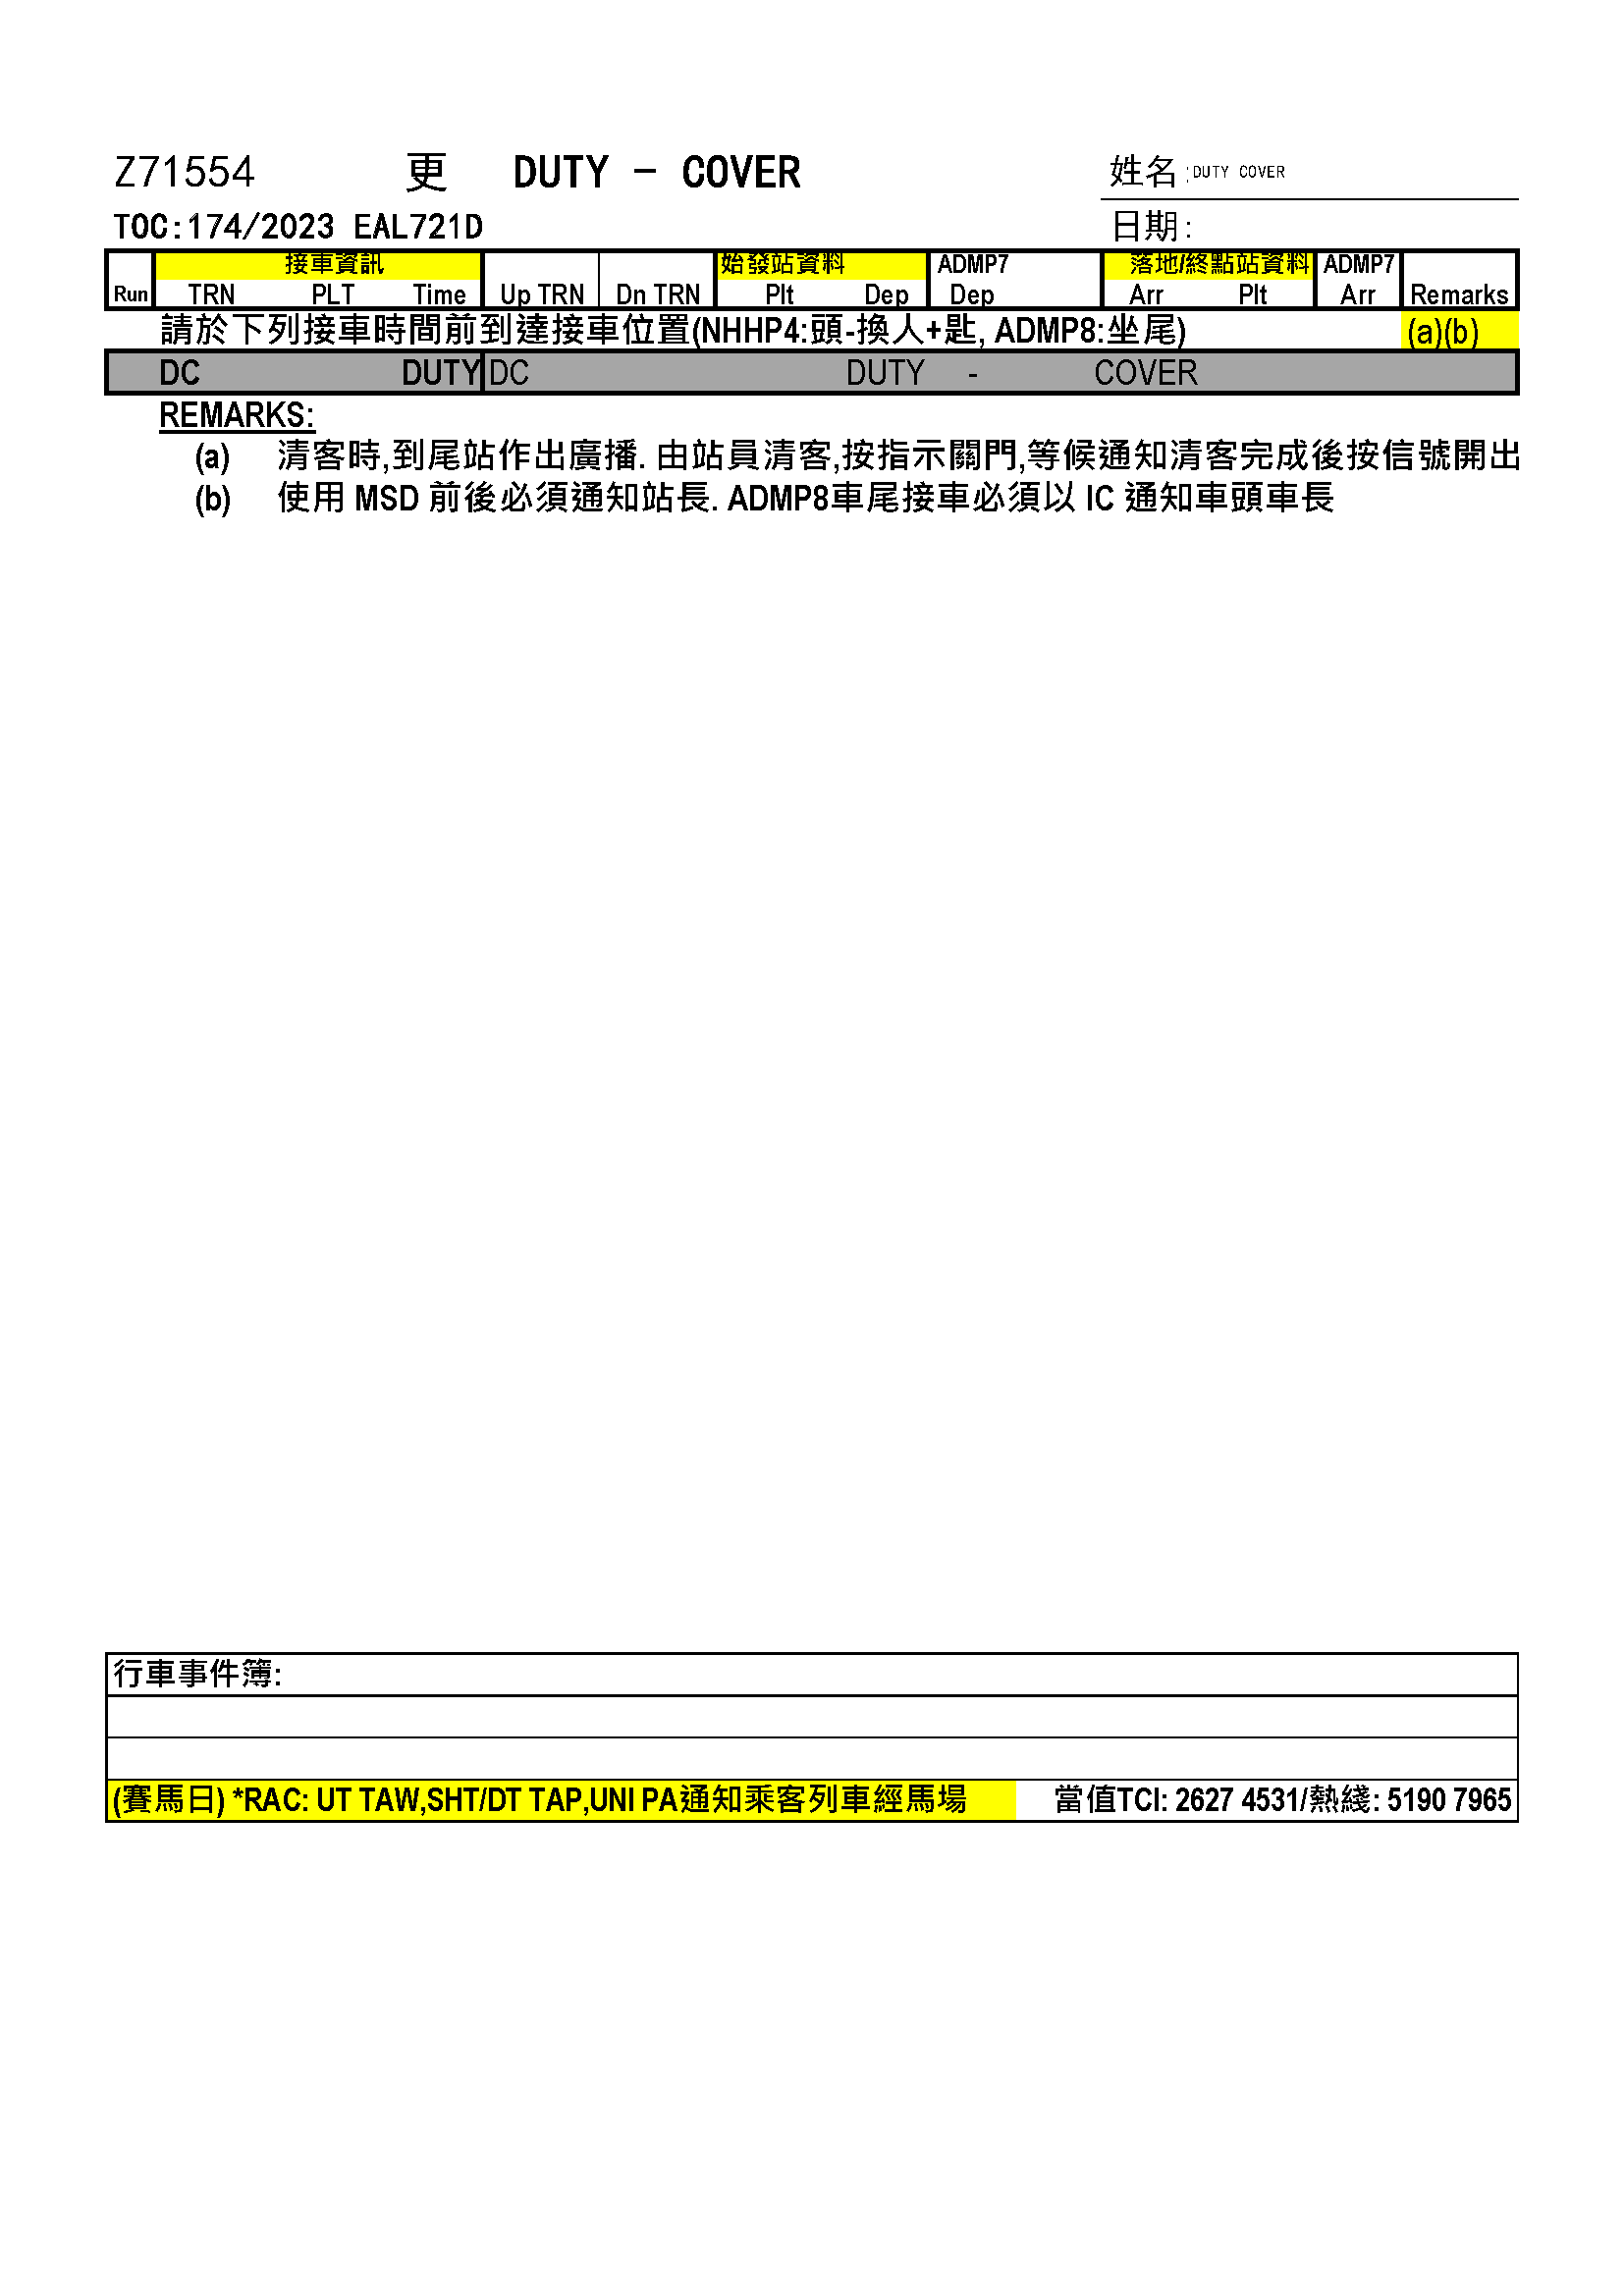 Z71554 更 DUTY - COVER 姓名:DUTY COVER
TOC:174/2023 EAL721D 日期:
接車資訊 始發站資料 ADMP7 落地/終點站資料 ADMP7
Run TRN PLT Time Up TRN Dn TRN Plt Dep Dep Arr Plt Arr Remarks
請於下列接車時間前到達接車位置(NHHP4:頭-換人+匙, ADMP8:坐尾) (a)(b)
DC DUTY DC DUTY - COVER
REMARKS:
(a) 清客時,到尾站作出廣播. 由站員清客,按指示關門,等候通知清客完成後按信號開出
(b) 使用 MSD 前後必須通知站長. ADMP8車尾接車必須以 IC 通知車頭車長
行車事件簿:
(賽馬日) *RAC: UT TAW,SHT/DT TAP,UNI PA通知乘客列車經馬場 當值TCI: 2627 4531/熱綫: 5190 7965